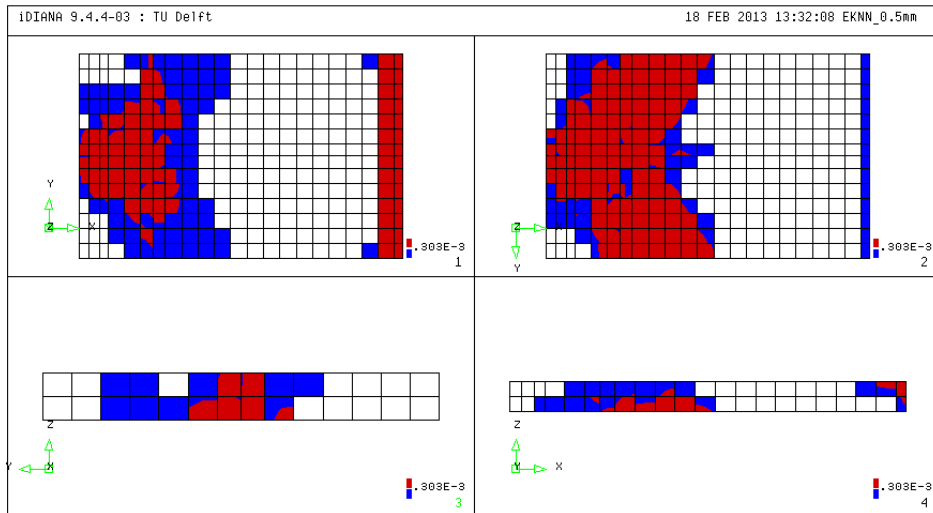 iDIANA 9.4.4-03 : TU Delft 18 FEB 2013 13:32:08 EKNN_0.5mm
Y
Z X
.303E-3
1
Z X
Y
.303E-3
2
Z
Y X
.303E-3
3
Z
Y X
.303E-3
4